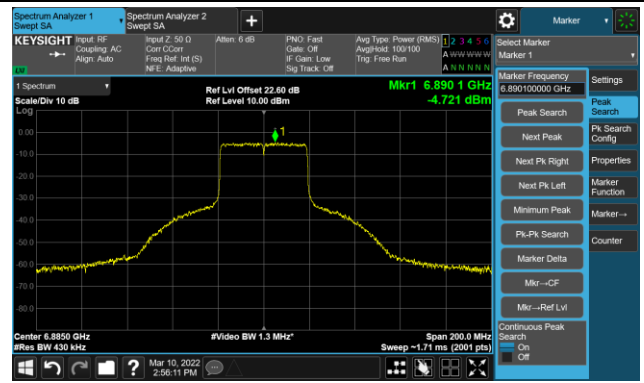 Spectrum Analyzer 1
Swept SA
Spectrum Analyzer 2
Swept SA
Marker
KEYSIGHT
Input: RF
Coupling: AC
Align: Auto
Input Z: 50 Ω
Corr CCorr
Freq Ref: Int (S)
NFE: Adaptive
Atten: 6 dB
PNO: Fast
Gate: Off
IF Gain: Low
Sig Track: Off
Avg Type: Power (RMS)
Avg|Hold: 100/100
Trig: Free Run
1 2 3 4 5 6
A W W W W W
A N N N N N
LW
1 Spectrum
Scale/Div 10 dB
Log
Ref Lvl Offset 22.60 dB
Ref Level 10.00 dBm
Mkr1 6.890 1 GHz
-4.721 dBm
1
0.00
-10.0
-20.0
-30.0
-40.0
-50.0
-60.0
-70.0
-80.0
Center 6.8850 GHz
#Res BW 430 kHz
#Video BW 1.3 MHz*
Span 200.0 MHz
Sweep ~1.71 ms (2001 pts)
Select Marker
Marker 1
Marker Frequency
6.890100000 GHz
Peak Search
Next Peak
Next Pk Right
Next Pk Left
Minimum Peak
Pk-Pk Search
Marker Delta
Mkr→CF
Mkr→Ref Lvl
Continuous Peak
Search
On
Off
Settings
Peak
Search
Pk Search
Config
Properties
Marker
Function
Marker→
Counter
Mar 10, 2022
2:56:11 PM